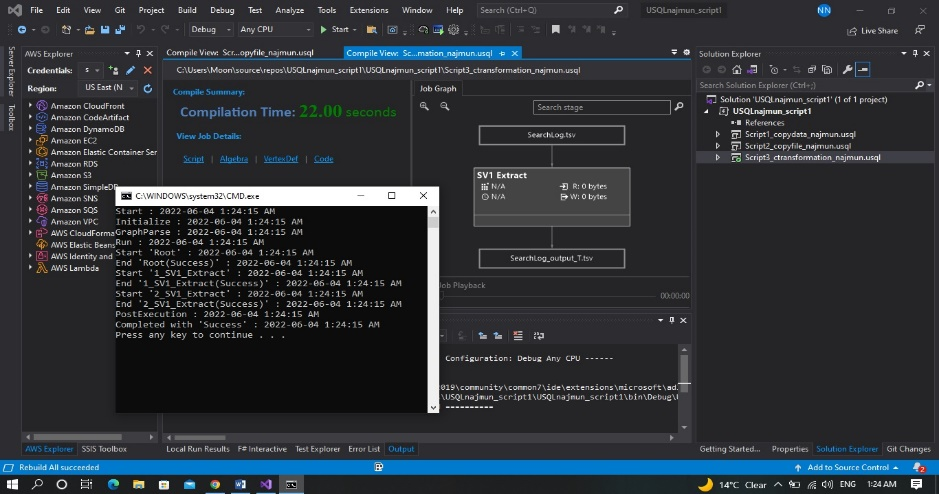 File Edit View Git Project Build Debug Test Analyze Tools Extensions Window Help Search (Ctrl+Q) USQLnajmun_script1 NN
Debug Any CPU Start Live Share
Server Explorer
Toolbox
AWS Explorer
Credentials: s
Region: US East (N
Amazon CloudFront
Amazon CodeArtifact
Amazon DynamoDB
Amazon EC2
Amazon Elastic Container Ser
Amazon RDS
Amazon S3
Amazon SimpleDB
Amazon SNS
Amazon SQS
Amazon VPC
AWS CloudForma
AWS Elastic Beans
AWS Identity and
AWS Lambda
AWS Explorer SSIS Toolbox
Compile View: Scr...opyfile_najmun.usql Compile View: Sc...mation_najmun.usql
C:\Users\Moon\source\repos\USQLnajmun_script1\USQLnajmun_script1\Script3_ctransformation_najmun.usql
Compile Summary:
Compilation Time: 22.00 seconds
View Job Details:
Script | Algebra | VertexDef | Code
Job Graph
Search stage
SearchLog.tsv
SV1 Extract
N/A R: 0 bytes
N/A W: 0 bytes
SearchLog_output_T.tsv
Job Playback
00:00:00
C:\WINDOWS\system32\CMD.exe
Start : 2022-06-04 1:24:15 AM
Initialize : 2022-06-04 1:24:15 AM
GraphParse : 2022-06-04 1:24:15 AM
Run : 2022-06-04 1:24:15 AM
Start 'Root' : 2022-06-04 1:24:15 AM
End 'Root(Success)' : 2022-06-04 1:24:15 AM
Start '1_SV1_Extract' : 2022-06-04 1:24:15 AM
End '1_SV1_Extract(Success)' : 2022-06-04 1:24:15 AM
Start '2_SV1_Extract' : 2022-06-04 1:24:15 AM
End '2_SV1_Extract(Success)' : 2022-06-04 1:24:15 AM
PostExecution : 2022-06-04 1:24:15 AM
Completed with 'Success' : 2022-06-04 1:24:15 AM
Press any key to continue . . .
Configuration: Debug Any CPU ------
2019\community\common7\ide\extensions\microsoft\ad
\USQLnajmun_script1\USQLnajmun_script1\bin\Debug\
==========
Local Run Results F# Interactive Test Explorer Error List Output
Solution Explorer
Search Solution Explorer (Ctrl+;)
Solution 'USQLnajmun_script1' (1 of 1 project)
USQLnajmun_script1
References
Script1_copydata_najmun.usql
Script2_copyfile_najmun.usql
Script3_ctransformation_najmun.usql
Getting Started... Properties Solution Explorer Git Changes
Rebuild All succeeded Add to Source Control 2
14°C Clear ENG 1:24 AM